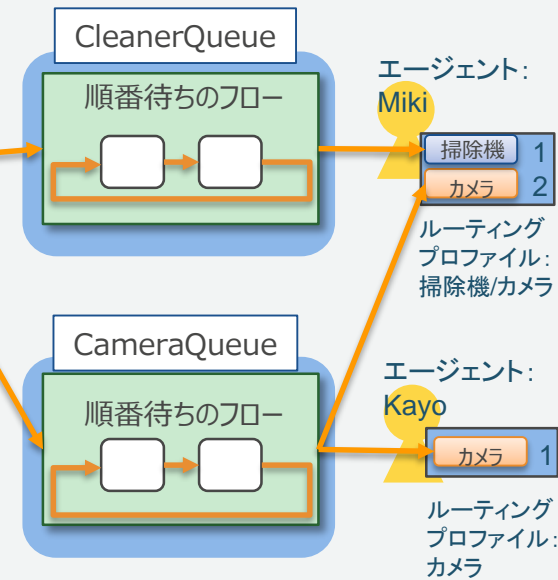 CleanerQueue
順番待ちのフロー
エージェント：
Miki
掃除機 1
カメラ 2
ルーティング
プロファイル：
掃除機/カメラ
CameraQueue
順番待ちのフロー
エージェント：
Kayo
カメラ 1
ルーティング
プロファイル：
カメラ